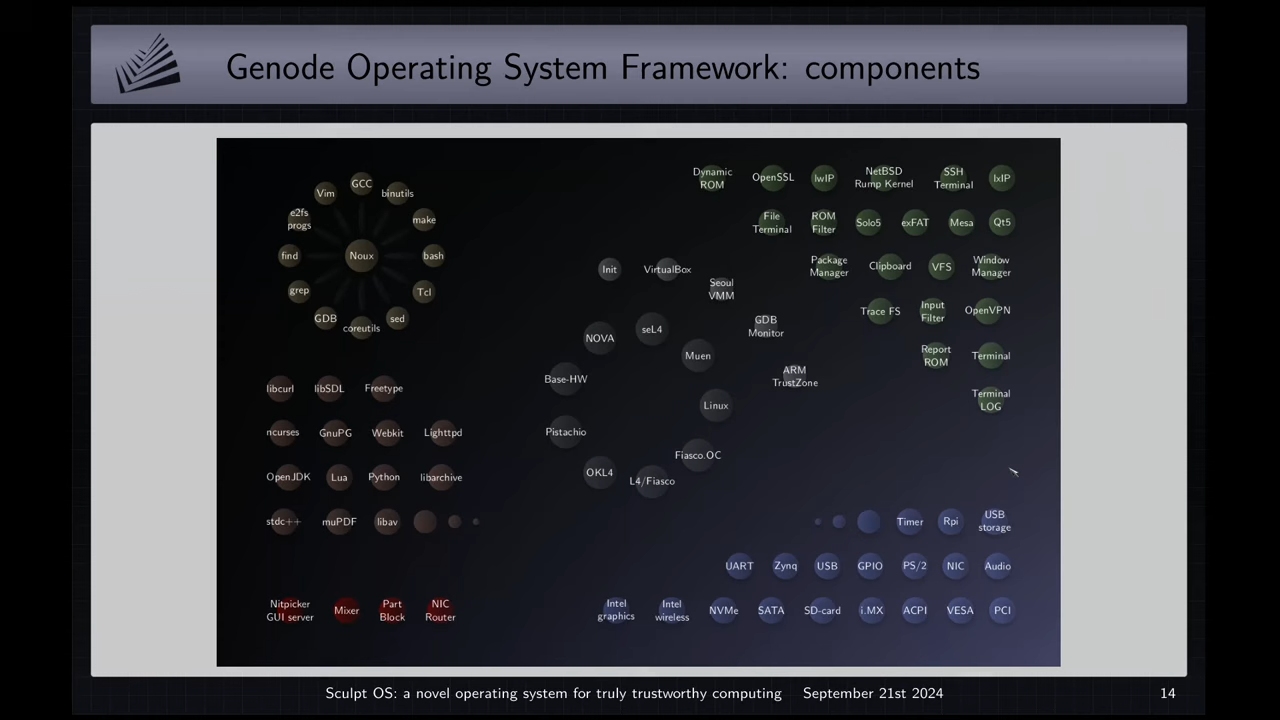 Genode Operating System Framework: components
GCC
Vim
binutils
e2fs
progs
make
find
Noux
bash
grep
Tcl
GDB
sed
coreutils
Dynamic
ROM
OpenSSL
lwIP
NetBSD
Rump Kernel
SSH
Terminal
lxIP
File
Terminal
ROM
Filter
Solo5
exFAT
Mesa
Qt5
Package
Manager
Clipboard
VFS
Window
Manager
Trace FS
Input
Filter
OpenVPN
Report
ROM
Terminal
Terminal
LOG
Init
VirtualBox
Seoul
VMM
GDB
Monitor
ARM
TrustZone
NOVA
seL4
Muen
Base-HW
Linux
Pistachio
Fiasco.OC
OKL4
L4/Fiasco
libcurl
libSDL
Freetype
ncurses
GnuPG
Webkit
Lighttpd
OpenJDK
Lua
Python
libarchive
stdc++
muPDF
libav
Nitpicker
GUI server
Mixer
Part
Block
NIC
Router
Timer
Rpi
USB
storage
UART
Zynq
USB
GPIO
PS/2
NIC
Audio
Intel
graphics
Intel
wireless
NVMe
SATA
SD-card
i.MX
ACPI
VESA
PCI
Sculpt OS: a novel operating system for truly trustworthy computing September 21st 2024 14